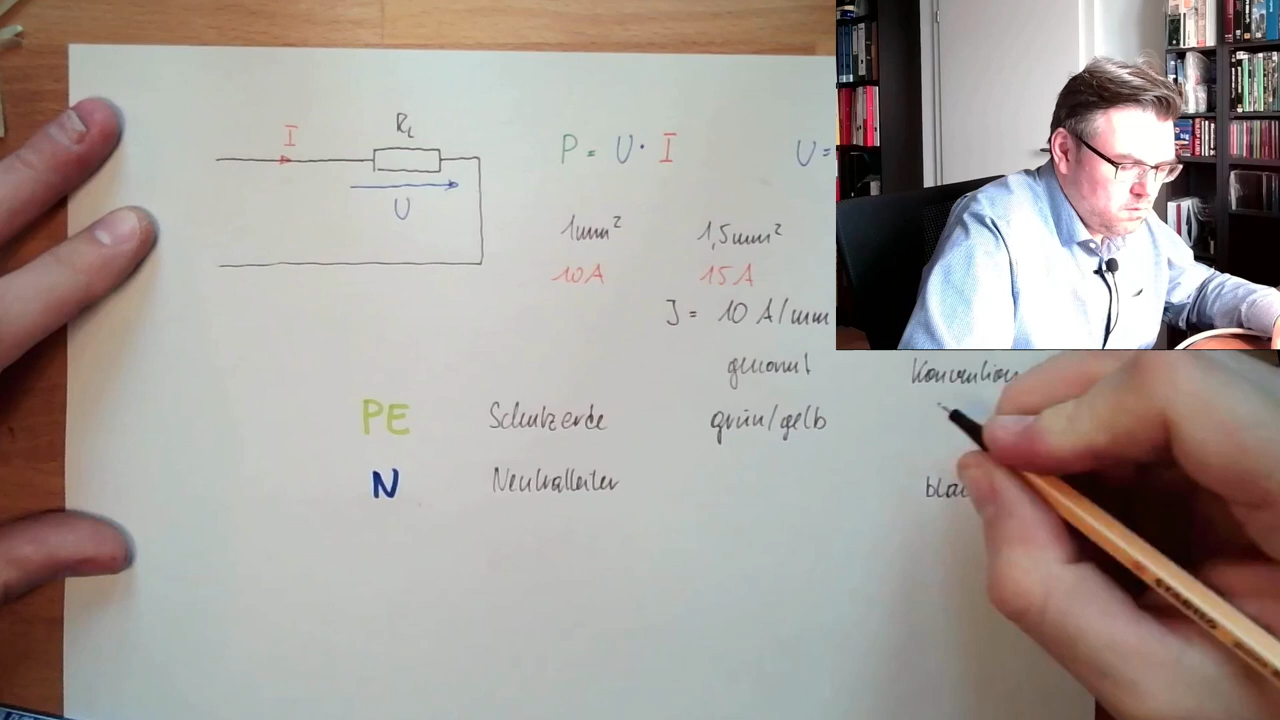 I
R_L
P = U · I
U =
U
1mm² 1,5mm²
10A 15A
J = 10 A/mm
genormt Konvention
PE Schutzerde grün/gelb
N Neutralleiter blau